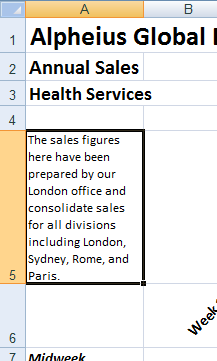 A B
1 Alpheius Global
2 Annual Sales
3 Health Services
4
The sales figures
here have been
prepared by our
London office and
consolidate sales
for all divisions
including London,
Sydney, Rome, and
5 Paris.
6 Week
7 Midweek